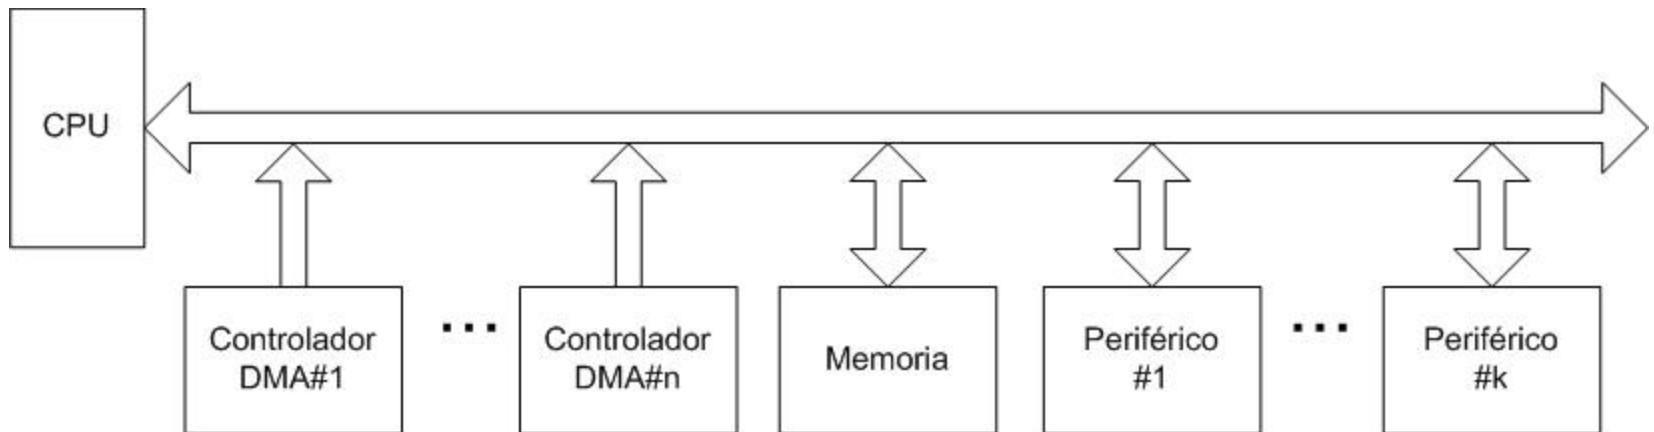 CPU
Controlador
DMA#1
...
Controlador
DMA#n
Memoria
Periférico
#1
...
Periférico
#k